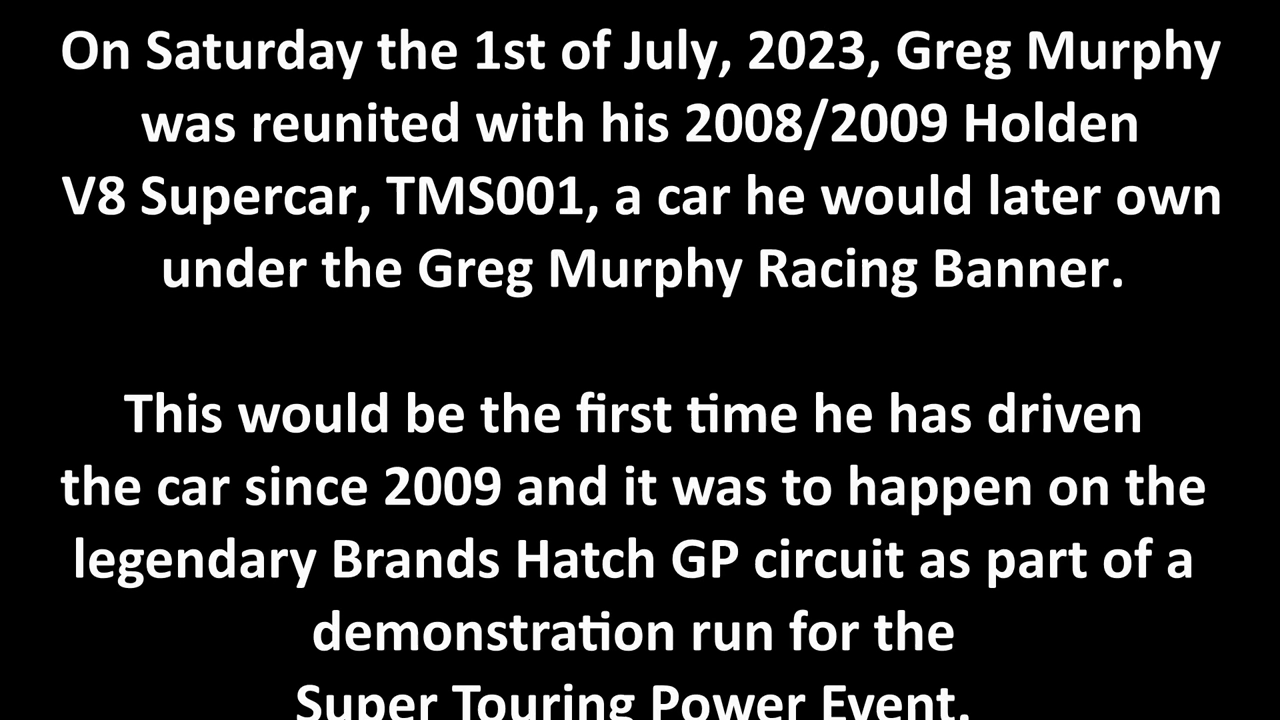 On Saturday the 1st of July, 2023, Greg Murphy
was reunited with his 2008/2009 Holden
V8 Supercar, TMS001, a car he would later own
under the Greg Murphy Racing Banner.
This would be the first time he has driven
the car since 2009 and it was to happen on the
legendary Brands Hatch GP circuit as part of a
demonstration run for the
Super Touring Power Event.